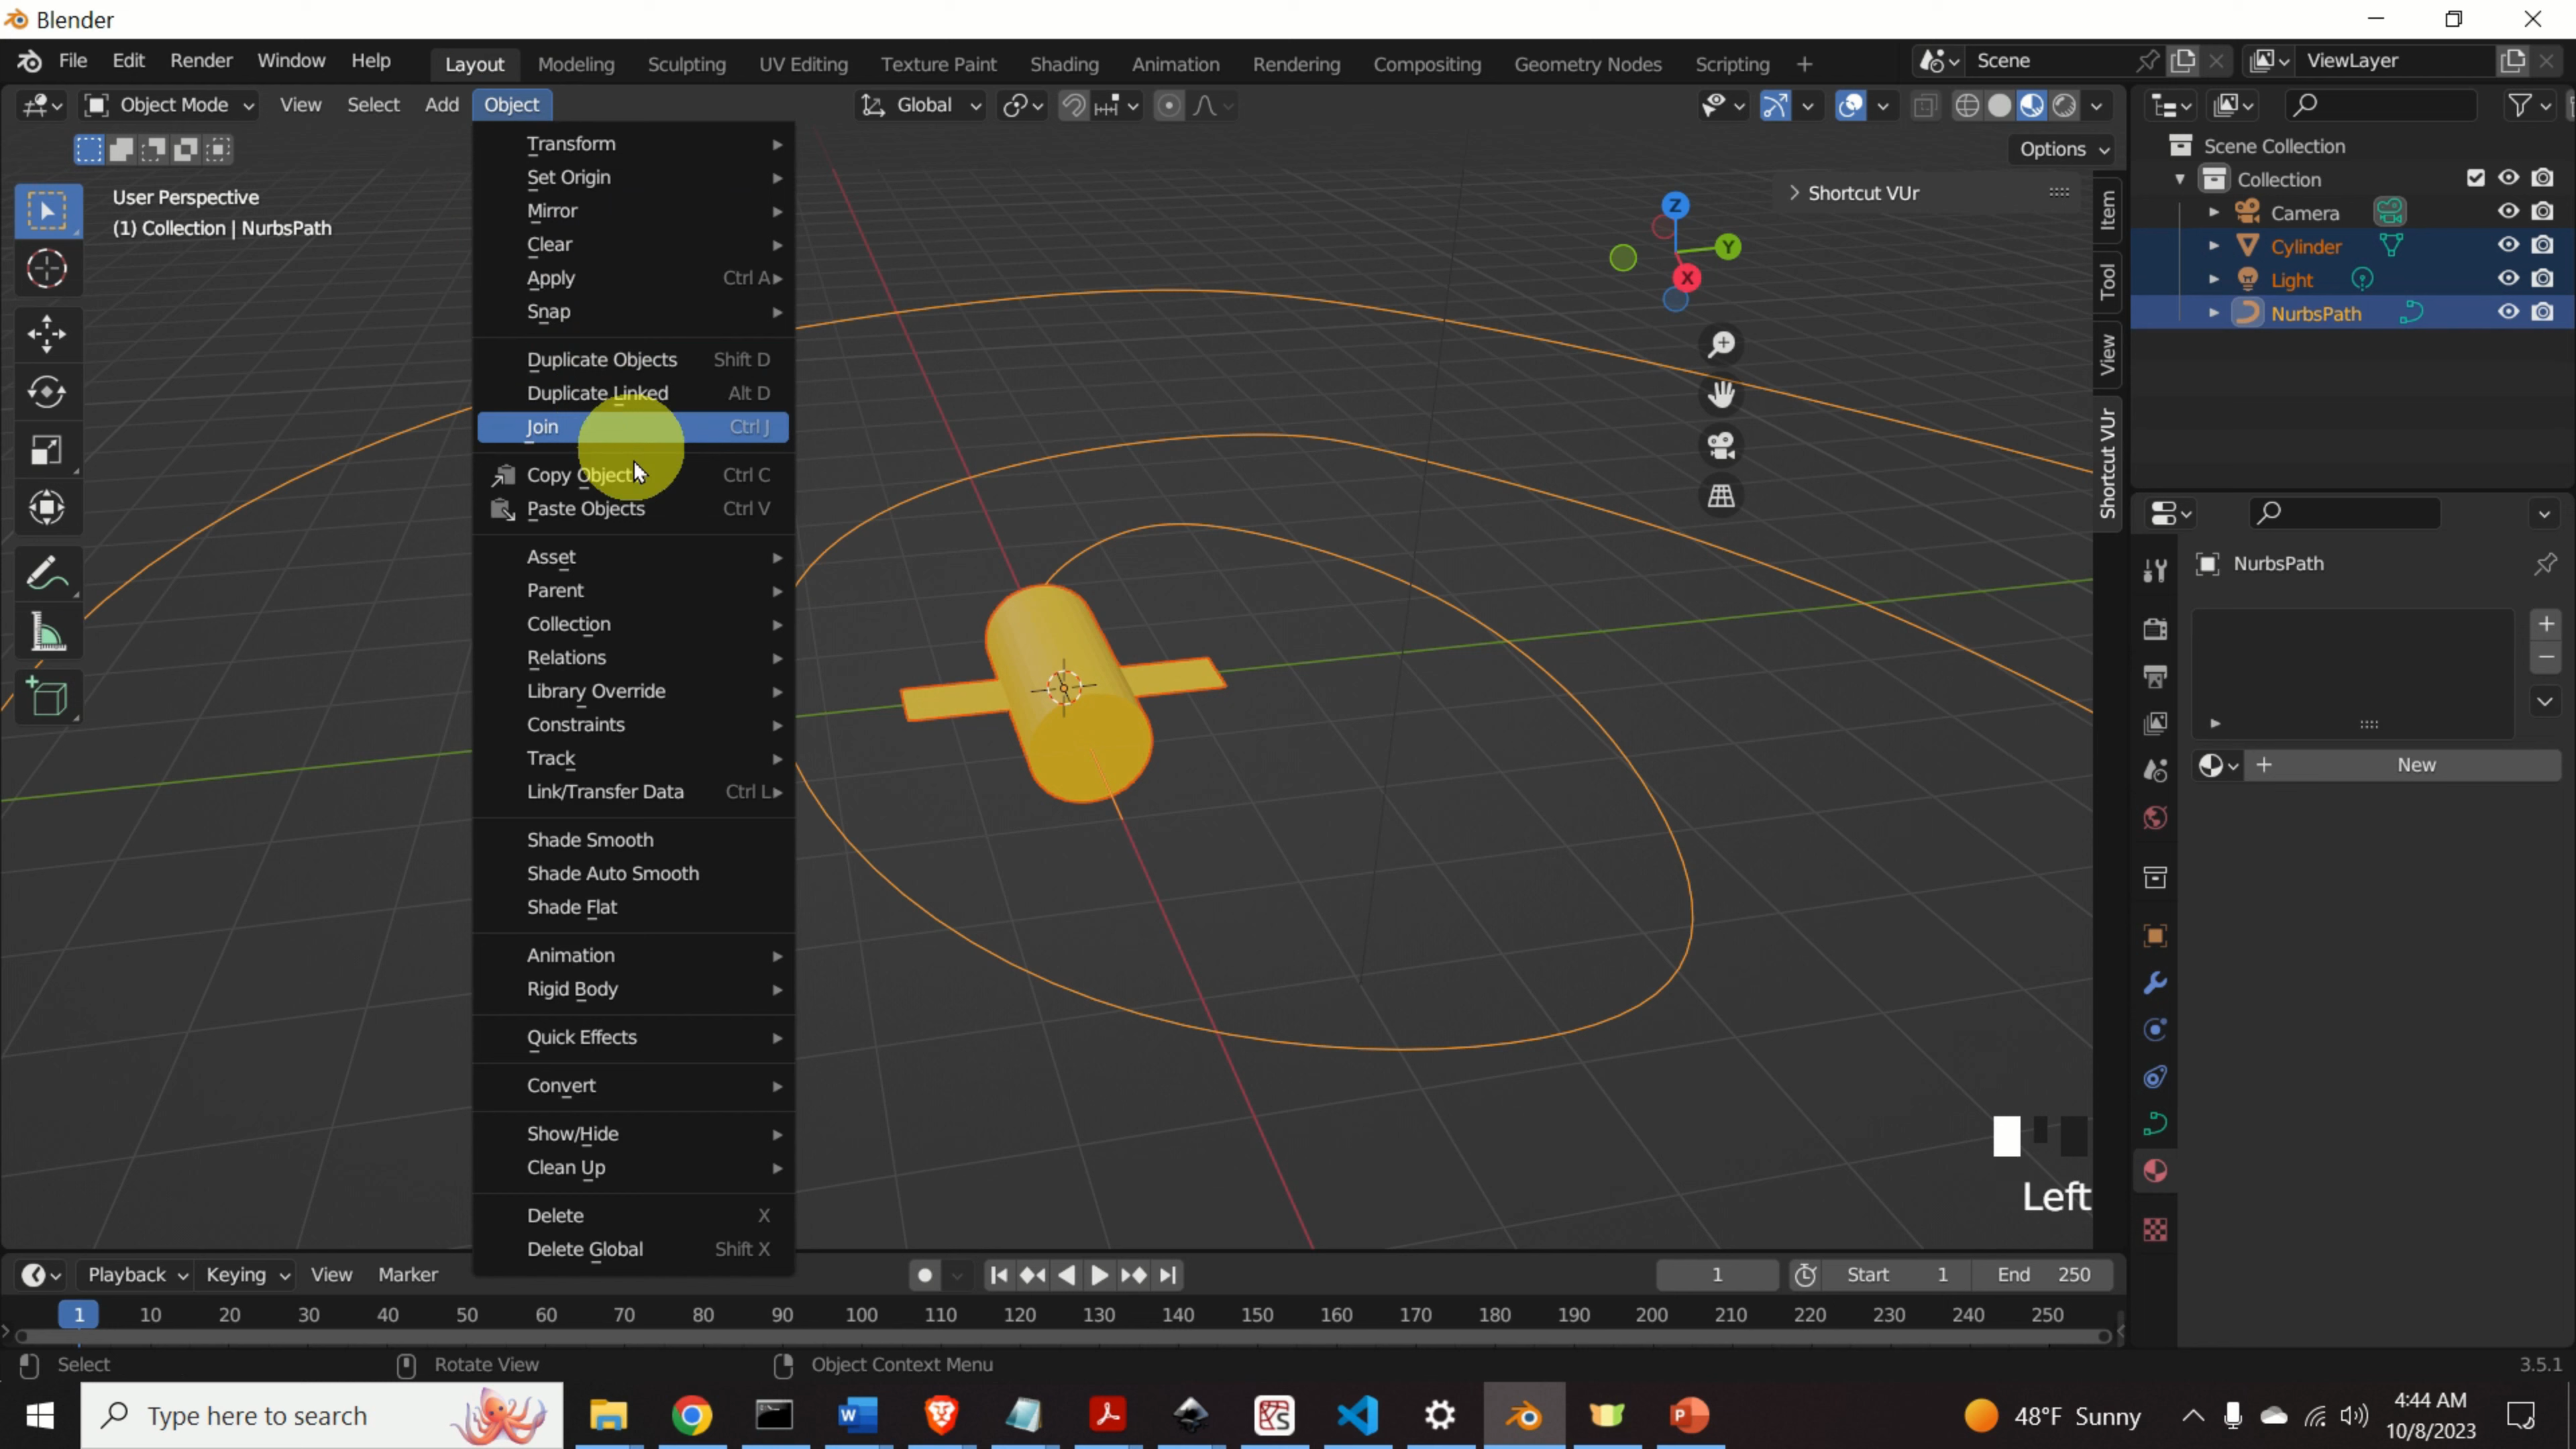 Blender
File Edit Render Window Help Layout Modeling Sculpting UV Editing Texture Paint Shading Animation Rendering Compositing Geometry Nodes Scripting + Scene ViewLayer
Object Mode View Select Add Object Global
Options
User Perspective
(1) Collection | NurbsPath
Transform
Set Origin
Mirror
Clear
Apply Ctrl A
Snap
Duplicate Objects Shift D
Duplicate Linked Alt D
Join Ctrl J
Copy Objects Ctrl C
Paste Objects Ctrl V
Asset
Parent
Collection
Relations
Library Override
Constraints
Track
Link/Transfer Data Ctrl L
Shade Smooth
Shade Auto Smooth
Shade Flat
Animation
Rigid Body
Quick Effects
Convert
Show/Hide
Clean Up
Delete X
Delete Global Shift X
Shortcut VUr
Z
Y
X
Item
Tool
View
Shortcut VUr
Left
Scene Collection
Collection
Camera
Cylinder
Light
NurbsPath
NurbsPath
+
−
+ New
Playback Keying View Marker 1 Start 1 End 250
1 10 20 30 40 50 60 70 80 90 100 110 120 130 140 150 160 170 180 190 200 210 220 230 240 250
Select Rotate View Object Context Menu 3.5.1
Type here to search 48°F Sunny
4:44 AM
10/8/2023